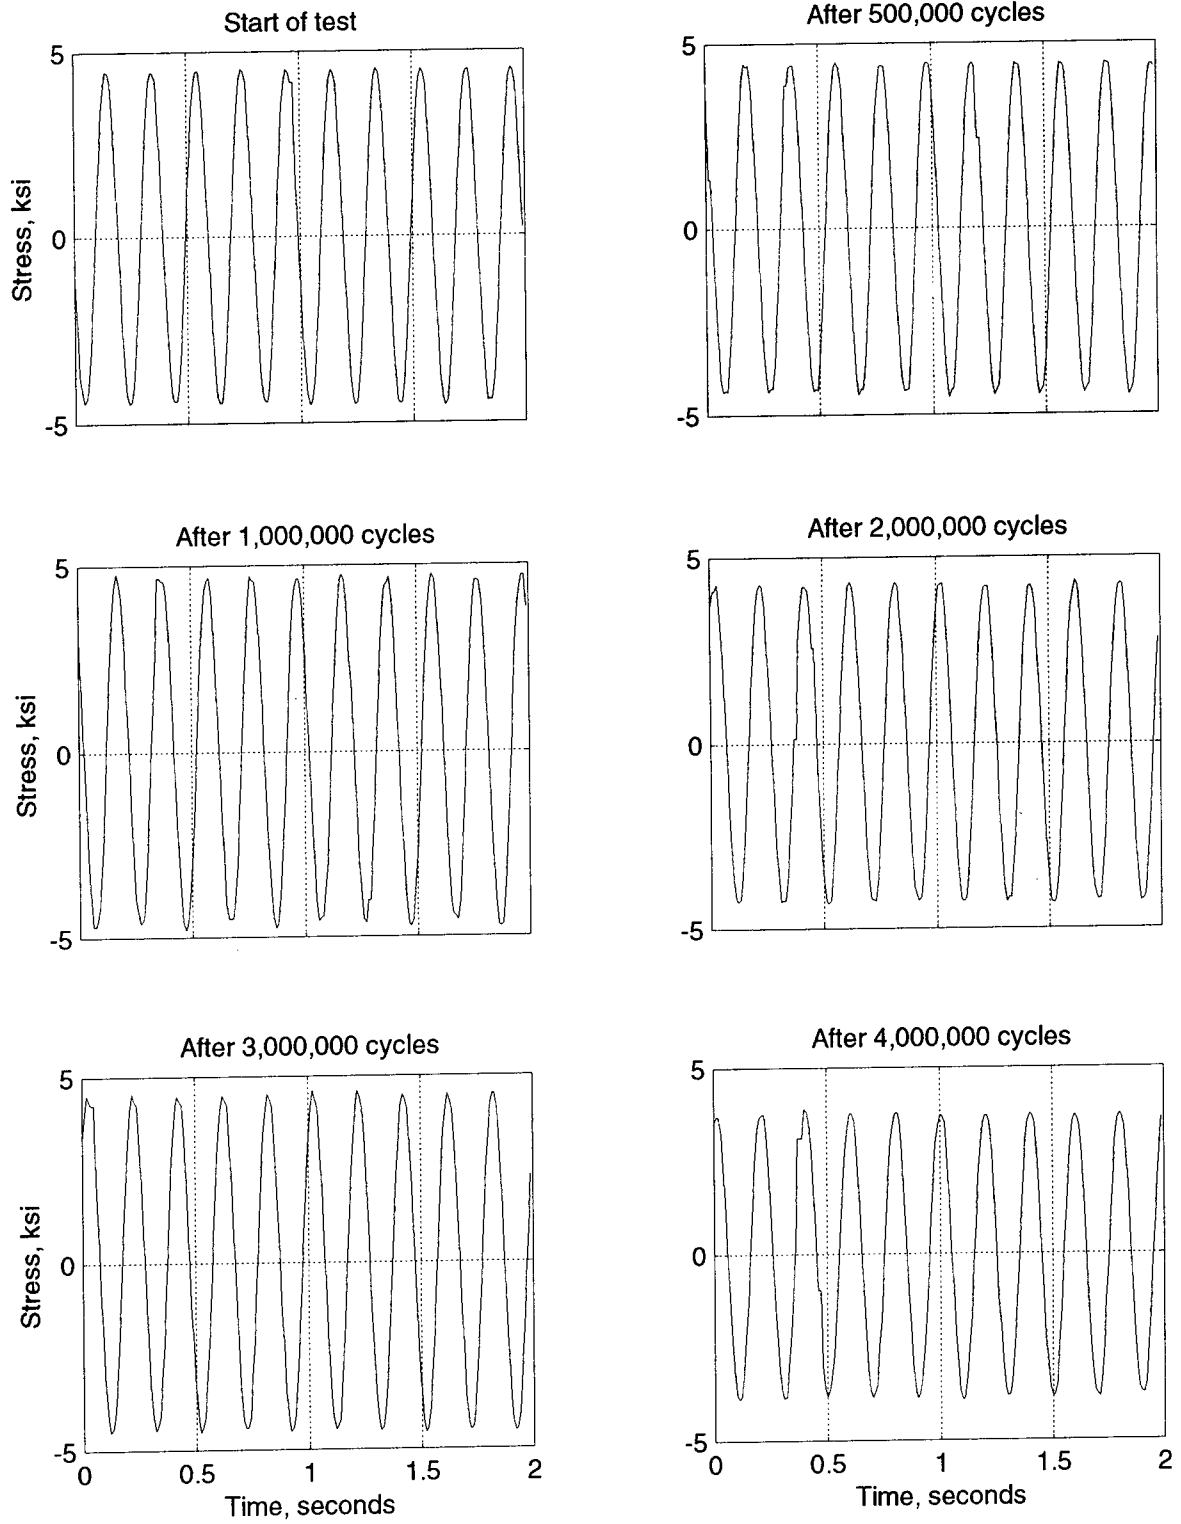 Start of test
5
0
-5
Stress, ksi
After 500,000 cycles
5
0
-5
After 1,000,000 cycles
5
0
-5
Stress, ksi
After 2,000,000 cycles
5
0
-5
After 3,000,000 cycles
5
0
-5
Stress, ksi
0 0.5 1 1.5 2
Time, seconds
After 4,000,000 cycles
5
0
-5
0 0.5 1 1.5 2
Time, seconds